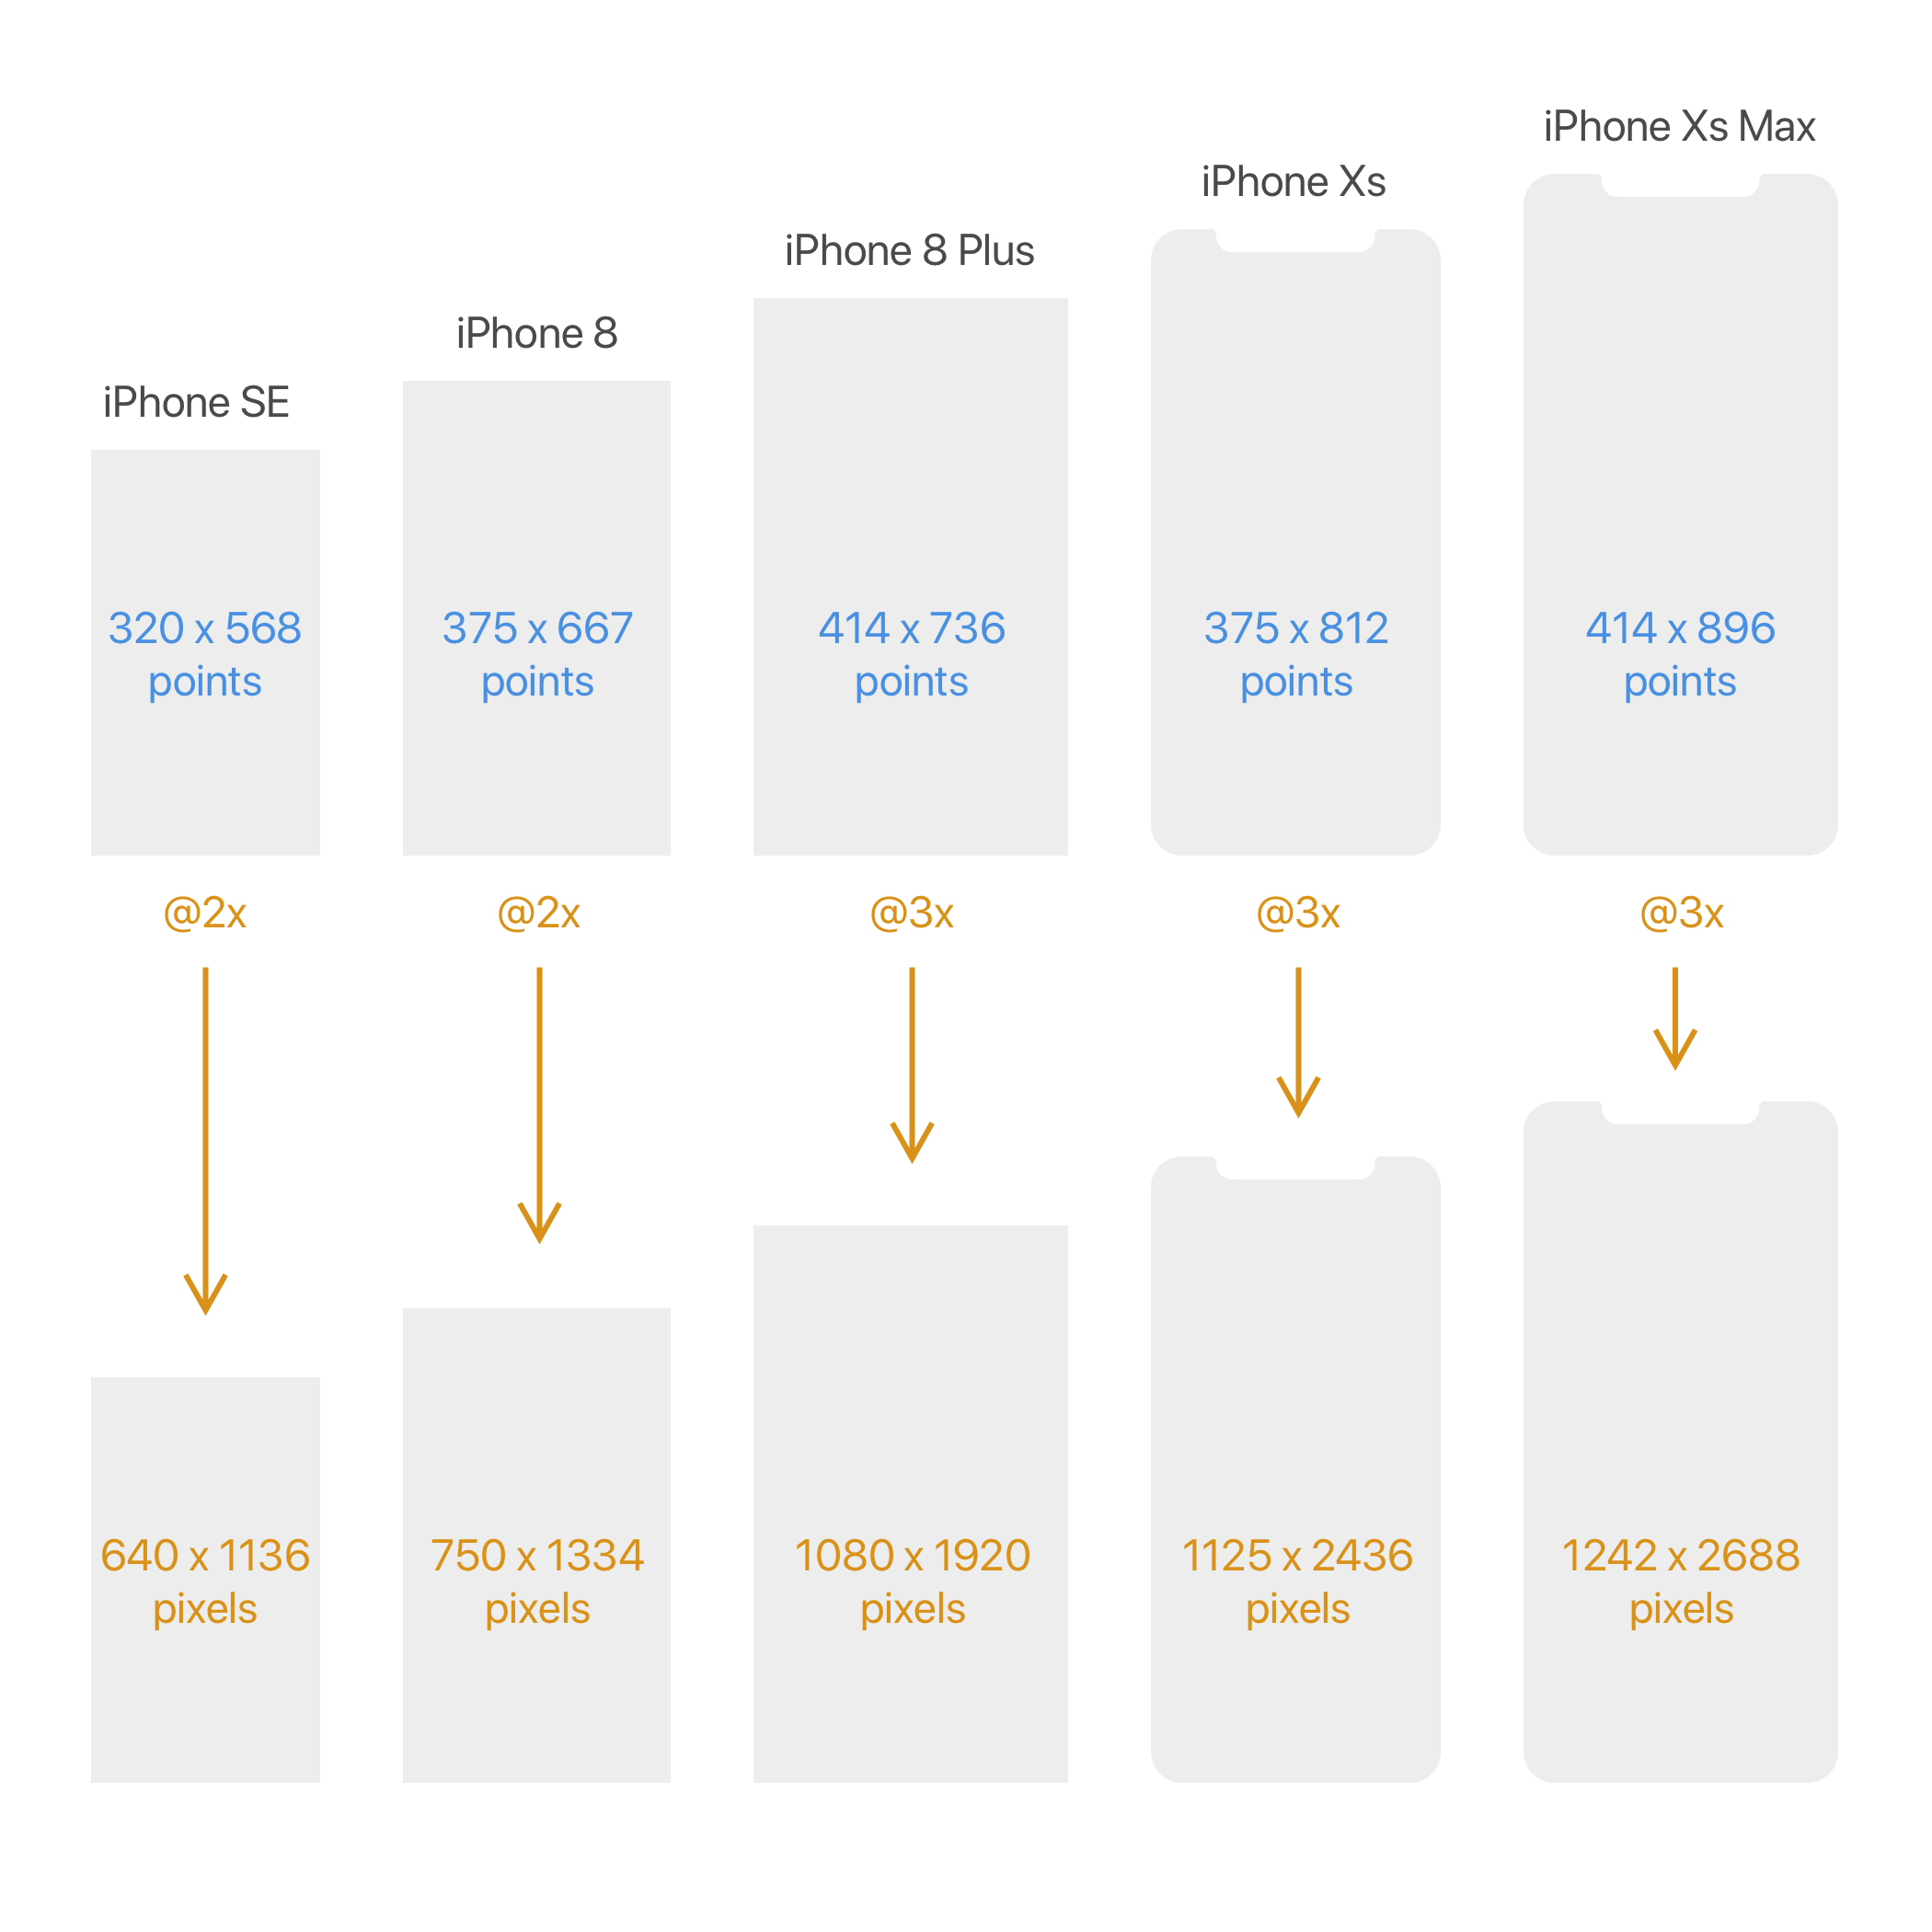 iPhone SE
iPhone 8
iPhone 8 Plus
iPhone Xs
iPhone Xs Max
320 x 568
points
375 x 667
points
414 x 736
points
375 x 812
points
414 x 896
points
@2x
@2x
@3x
@3x
@3x
640 x 1136
pixels
750 x 1334
pixels
1080 x 1920
pixels
1125 x 2436
pixels
1242 x 2688
pixels